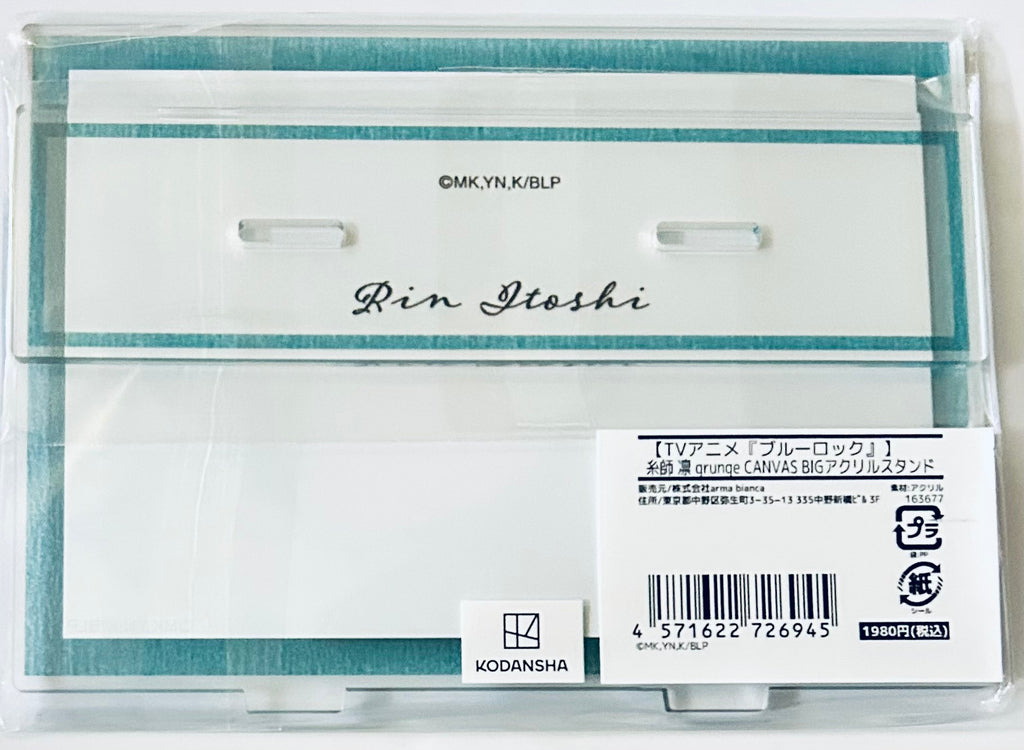 ©MK,YN,K/BLP
Rin Itoshi
【TVアニメ『ブルーロック』】
糸師 凛 grunge CANVAS BIGアクリルスタンド
販売元/株式会社arma bianca
素材:アクリル
住所/東京都中野区弥生町3-35-13 335中野新橋ビル3F
163677
プラ
袋:PP
紙
シール
4 571622 726945
1980円(税込)
©MK,YN,K/BLP
KODANSHA